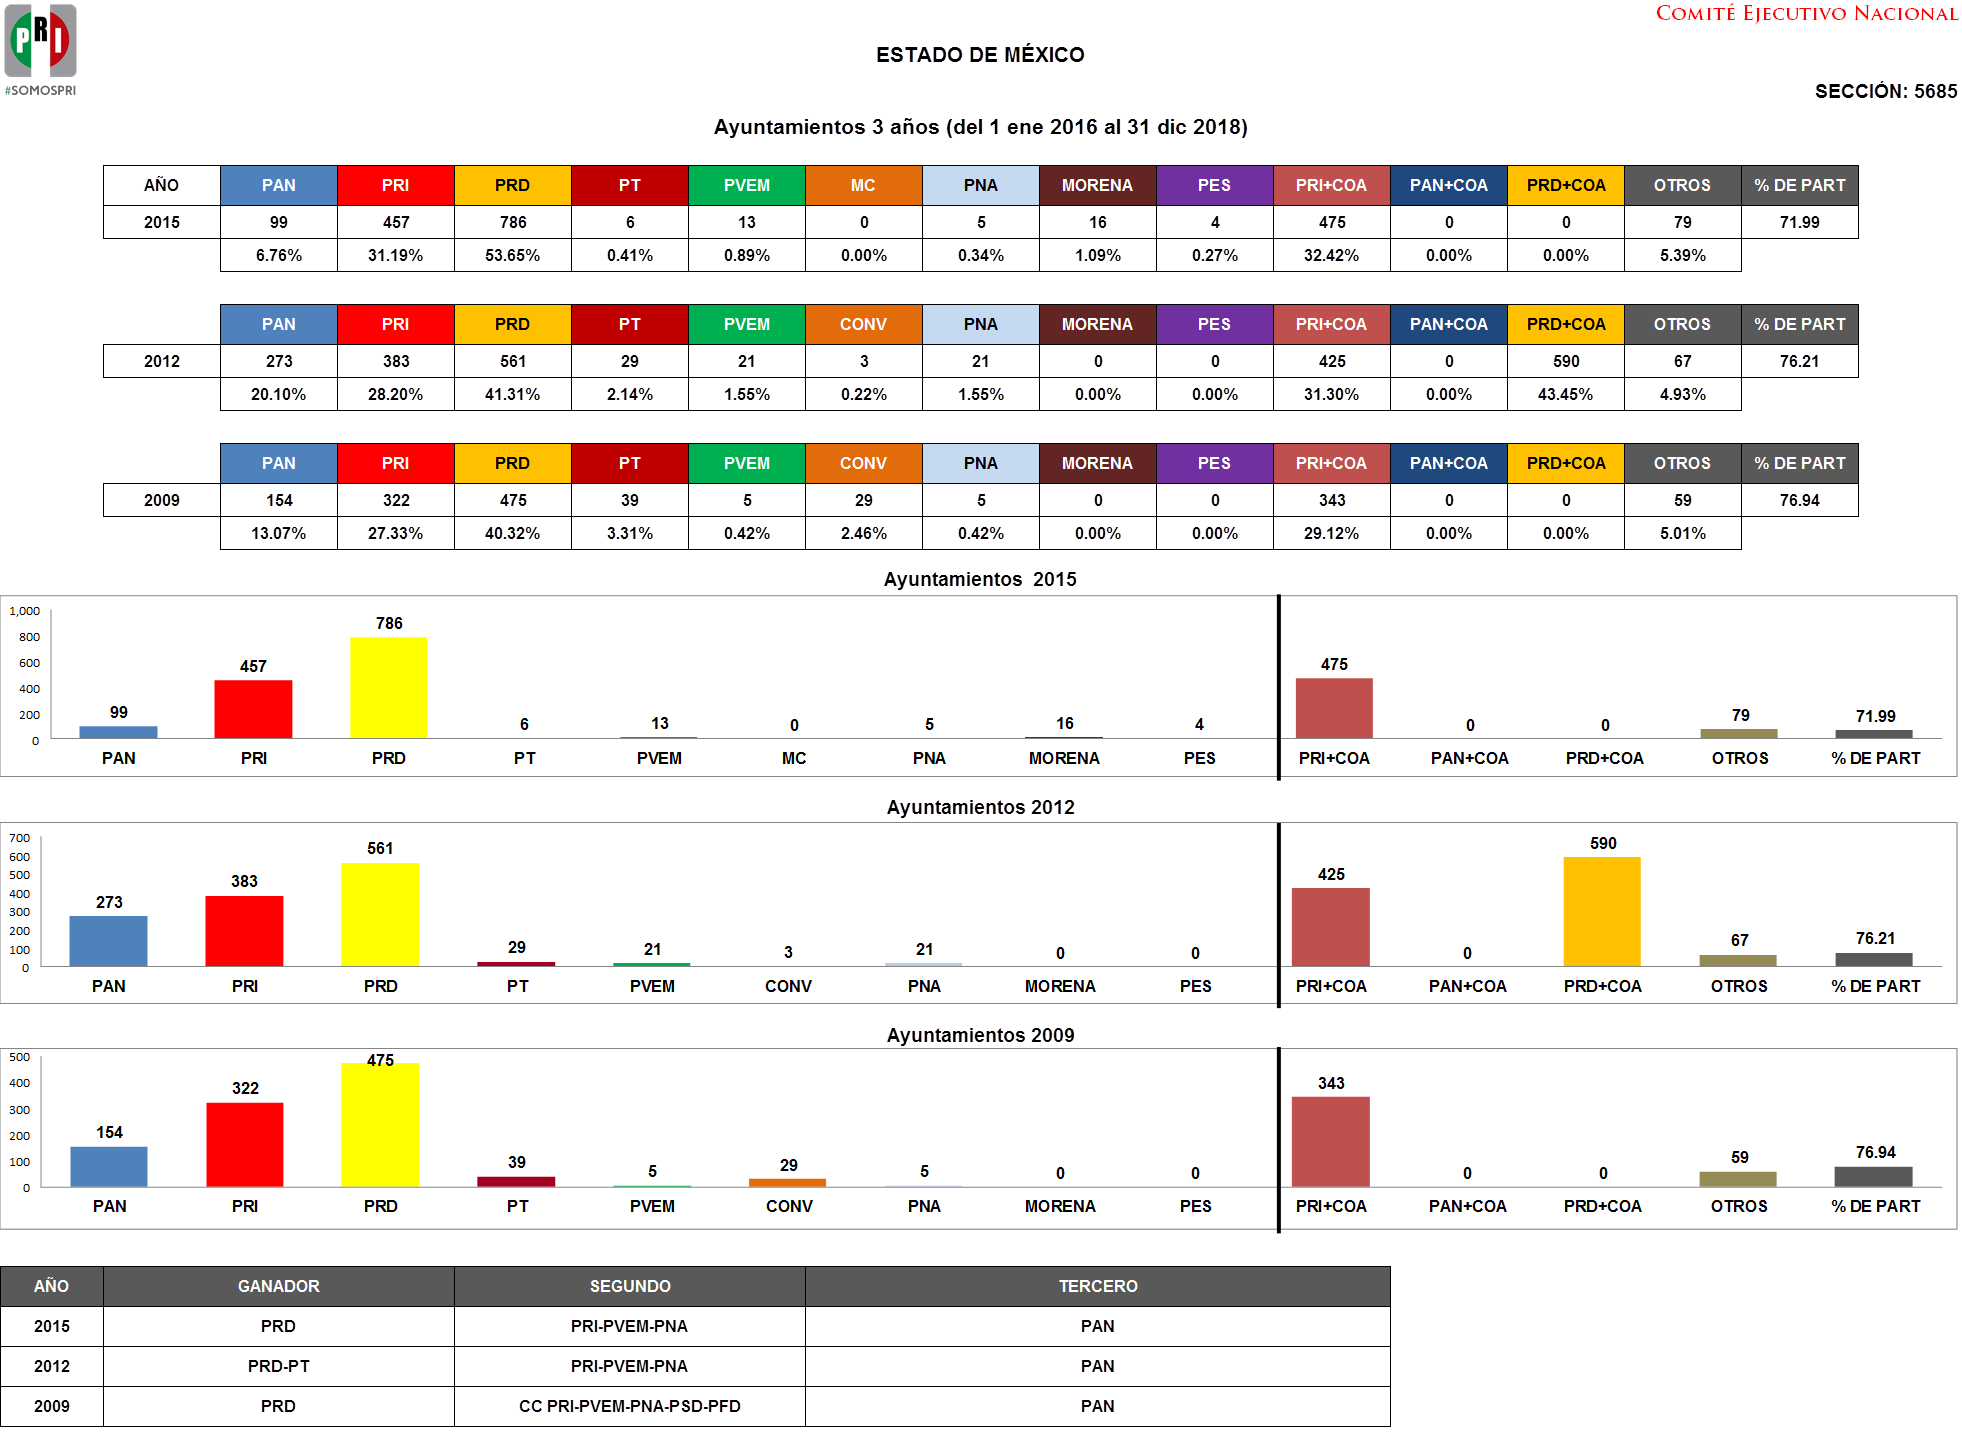 PRI
#SOMOSPRI
COMITÉ EJECUTIVO NACIONAL
ESTADO DE MÉXICO
SECCIÓN: 5685
Ayuntamientos 3 años (del 1 ene 2016 al 31 dic 2018)
AÑO PAN PRI PRD PT PVEM MC PNA MORENA PES PRI+COA PAN+COA PRD+COA OTROS % DE PART
2015 99 457 786 6 13 0 5 16 4 475 0 0 79 71.99
6.76% 31.19% 53.65% 0.41% 0.89% 0.00% 0.34% 1.09% 0.27% 32.42% 0.00% 0.00% 5.39%
PAN PRI PRD PT PVEM CONV PNA MORENA PES PRI+COA PAN+COA PRD+COA OTROS % DE PART
2012 273 383 561 29 21 3 21 0 0 425 0 590 67 76.21
20.10% 28.20% 41.31% 2.14% 1.55% 0.22% 1.55% 0.00% 0.00% 31.30% 0.00% 43.45% 4.93%
PAN PRI PRD PT PVEM CONV PNA MORENA PES PRI+COA PAN+COA PRD+COA OTROS % DE PART
2009 154 322 475 39 5 29 5 0 0 343 0 0 59 76.94
13.07% 27.33% 40.32% 3.31% 0.42% 2.46% 0.42% 0.00% 0.00% 29.12% 0.00% 0.00% 5.01%
Ayuntamientos 2015
1,000
800
600
400
200
0
99 457 786 6 13 0 5 16 4 475 0 0 79 71.99
PAN PRI PRD PT PVEM MC PNA MORENA PES PRI+COA PAN+COA PRD+COA OTROS % DE PART
Ayuntamientos 2012
700
600
500
400
300
200
100
0
273 383 561 29 21 3 21 0 0 425 0 590 67 76.21
PAN PRI PRD PT PVEM CONV PNA MORENA PES PRI+COA PAN+COA PRD+COA OTROS % DE PART
Ayuntamientos 2009
500
400
300
200
100
0
154 322 475 39 5 29 5 0 0 343 0 0 59 76.94
PAN PRI PRD PT PVEM CONV PNA MORENA PES PRI+COA PAN+COA PRD+COA OTROS % DE PART
AÑO GANADOR SEGUNDO TERCERO
2015 PRD PRI-PVEM-PNA PAN
2012 PRD-PT PRI-PVEM-PNA PAN
2009 PRD CC PRI-PVEM-PNA-PSD-PFD PAN